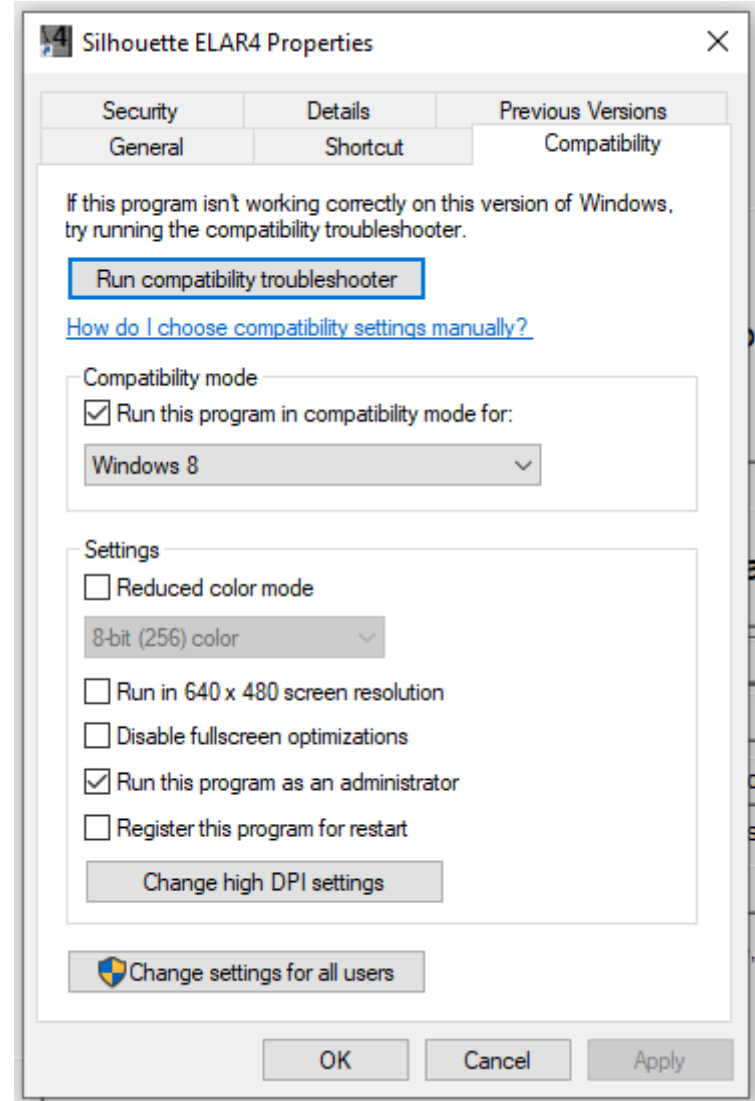 4 Silhouette ELAR4 Properties
Security Details Previous Versions
General Shortcut Compatibility
If this program isn't working correctly on this version of Windows,
try running the compatibility troubleshooter.
Run compatibility troubleshooter
How do I choose compatibility settings manually?
Compatibility mode
Run this program in compatibility mode for:
Windows 8
Settings
Reduced color mode
8-bit (256) color
Run in 640 x 480 screen resolution
Disable fullscreen optimizations
Run this program as an administrator
Register this program for restart
Change high DPI settings
Change settings for all users
OK Cancel Apply